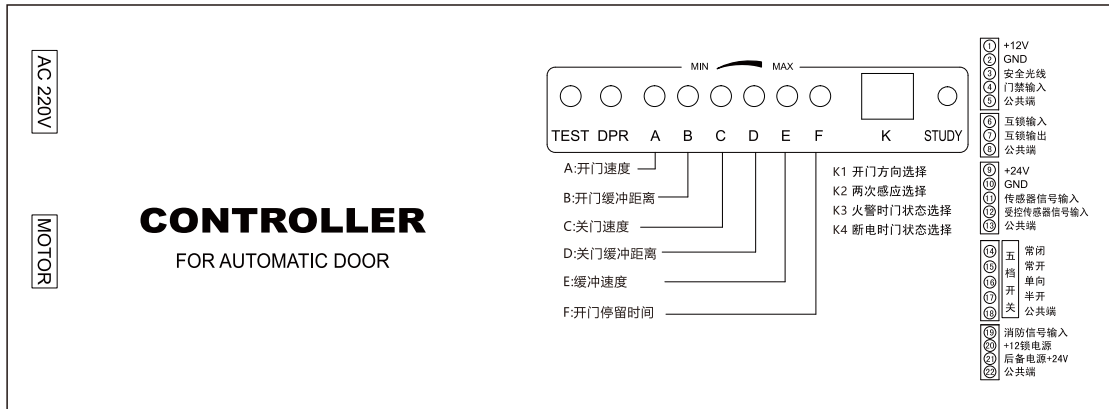 AC 220V
MOTOR
CONTROLLER
FOR AUTOMATIC DOOR
MIN MAX
TEST DPR A B C D E F K STUDY
A:开门速度
B:开门缓冲距离
C:关门速度
D:关门缓冲距离
E:缓冲速度
F:开门停留时间
K1 开门方向选择
K2 两次感应选择
K3 火警时门状态选择
K4 断电时门状态选择
① +12V
② GND
③ 安全光线
④ 门禁输入
⑤ 公共端
⑥ 互锁输入
⑦ 互锁输出
⑧ 公共端
⑨ +24V
⑩ GND
⑪ 传感器信号输入
⑫ 受控传感器信号输入
⑬ 公共端
五档开关
⑭ 常闭
⑮ 常开
⑯ 单向
⑰ 半开
⑱ 公共端
⑲ 消防信号输入
⑳ +12锁电源
㉑ 后备电源+24V
㉒ 公共端